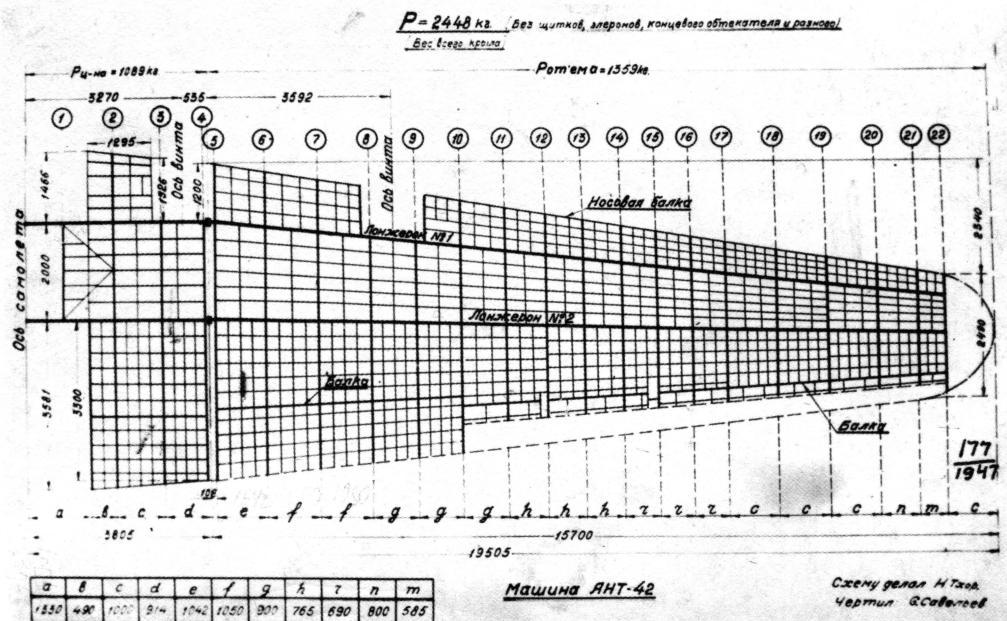 P = 2448 кг. (Без щитков, элеронов, концевого обтекателя и разного)
(Вес всего крыла)
Рц-на = 1089 кг
Рот'ема = 1359 кг.
3270 535 3592
1 2 3 4 5 6 7 8 9 10 11 12 13 14 15 16 17 18 19 20 21 22
1295
Ось винта
Ось винта
1466
1326
1200
2340
Носовая балка
Лонжерон №1
Ось самолета
2000
Лонжерон №2
2490
Балка
3581
3300
Балка
177
1947
106
a b c d e f f g g g h h h r r r c c c n m c
3805 15700
19505
a b c d e f g h r n m
1330 490 1000 914 1042 1050 900 765 690 800 585
Машина АНТ-42
Схему делал Н
Чертил